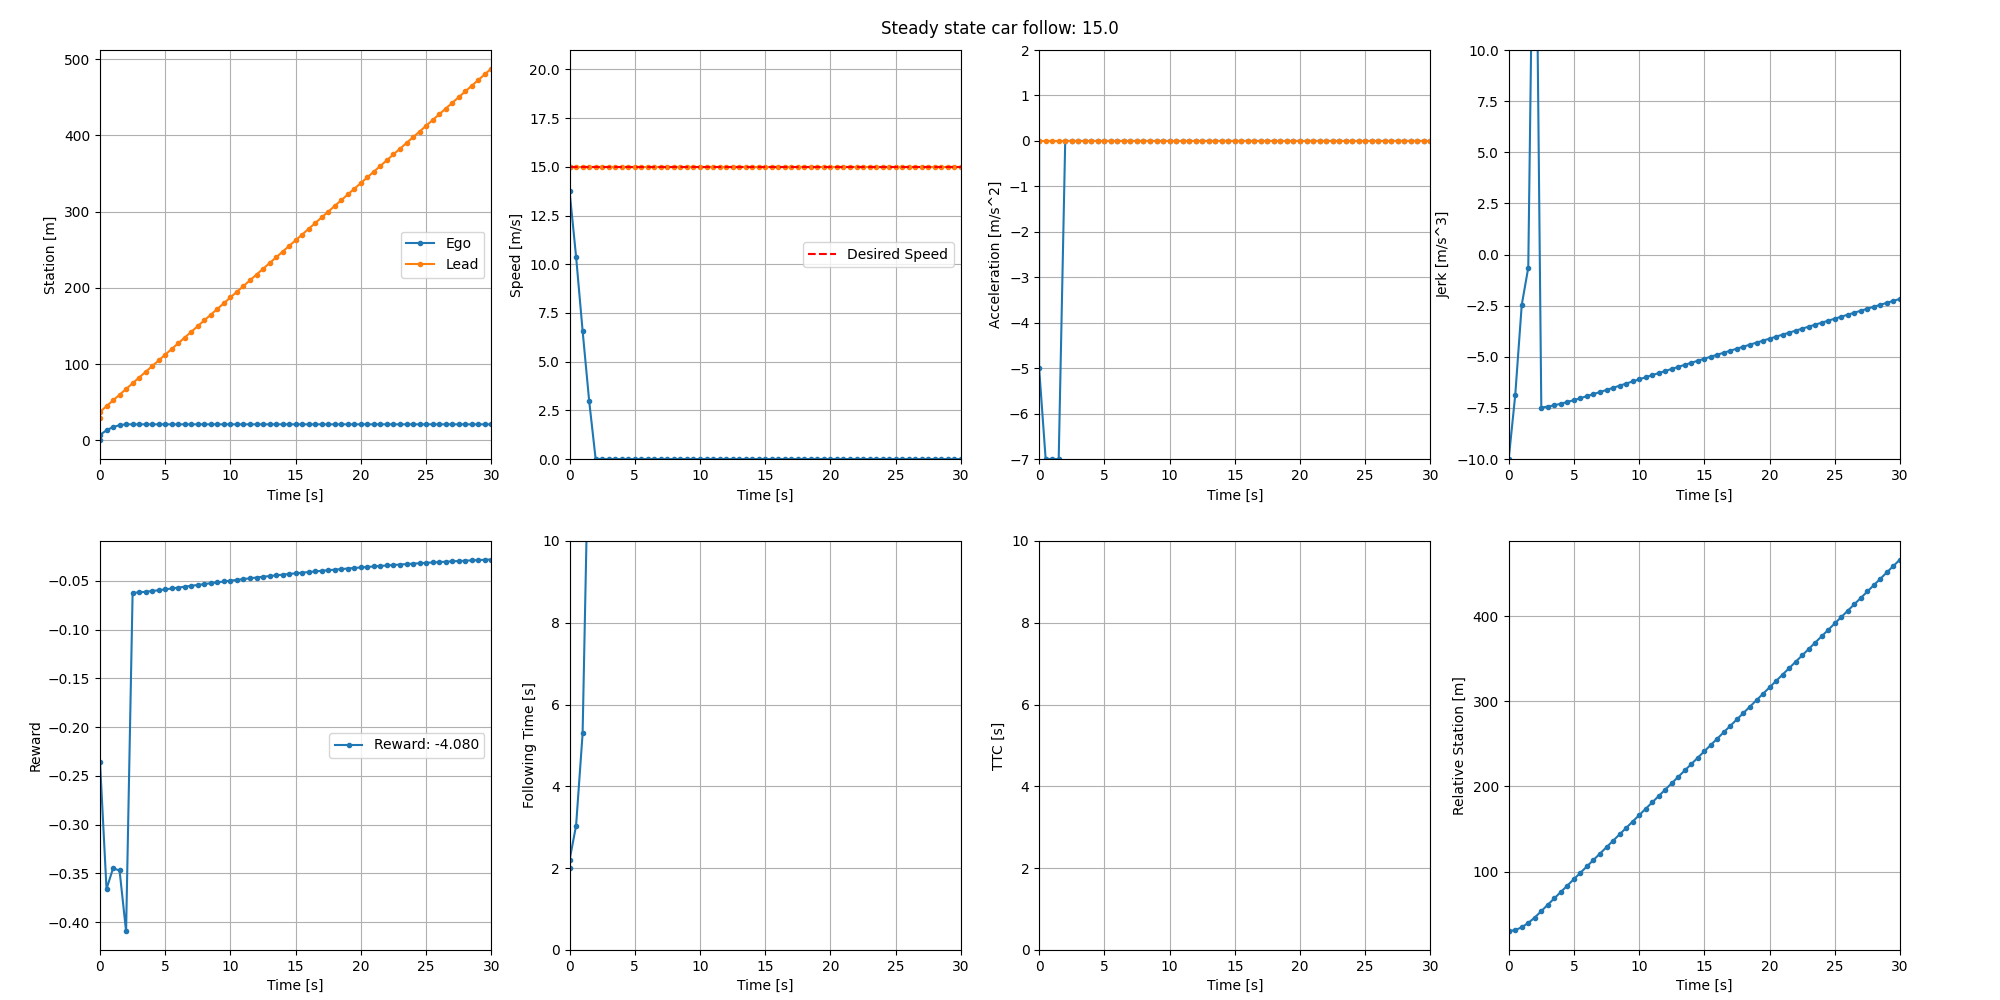 Steady state car follow: 15.0
Station [m]
500
400
300
200
100
0
Ego
Lead
0 5 10 15 20 25 30
Time [s]
Speed [m/s]
20.0
17.5
15.0
12.5
10.0
7.5
5.0
2.5
0.0
Desired Speed
0 5 10 15 20 25 30
Time [s]
Acceleration [m/s^2]
2
1
0
−1
−2
−3
−4
−5
−6
−7
0 5 10 15 20 25 30
Time [s]
Jerk [m/s^3]
10.0
7.5
5.0
2.5
0.0
−2.5
−5.0
−7.5
−10.0
0 5 10 15 20 25 30
Time [s]
Reward
−0.05
−0.10
−0.15
−0.20
−0.25
−0.30
−0.35
−0.40
Reward: -4.080
0 5 10 15 20 25 30
Time [s]
Following Time [s]
10
8
6
4
2
0
0 5 10 15 20 25 30
Time [s]
TTC [s]
10
8
6
4
2
0
0 5 10 15 20 25 30
Time [s]
Relative Station [m]
400
300
200
100
0 5 10 15 20 25 30
Time [s]